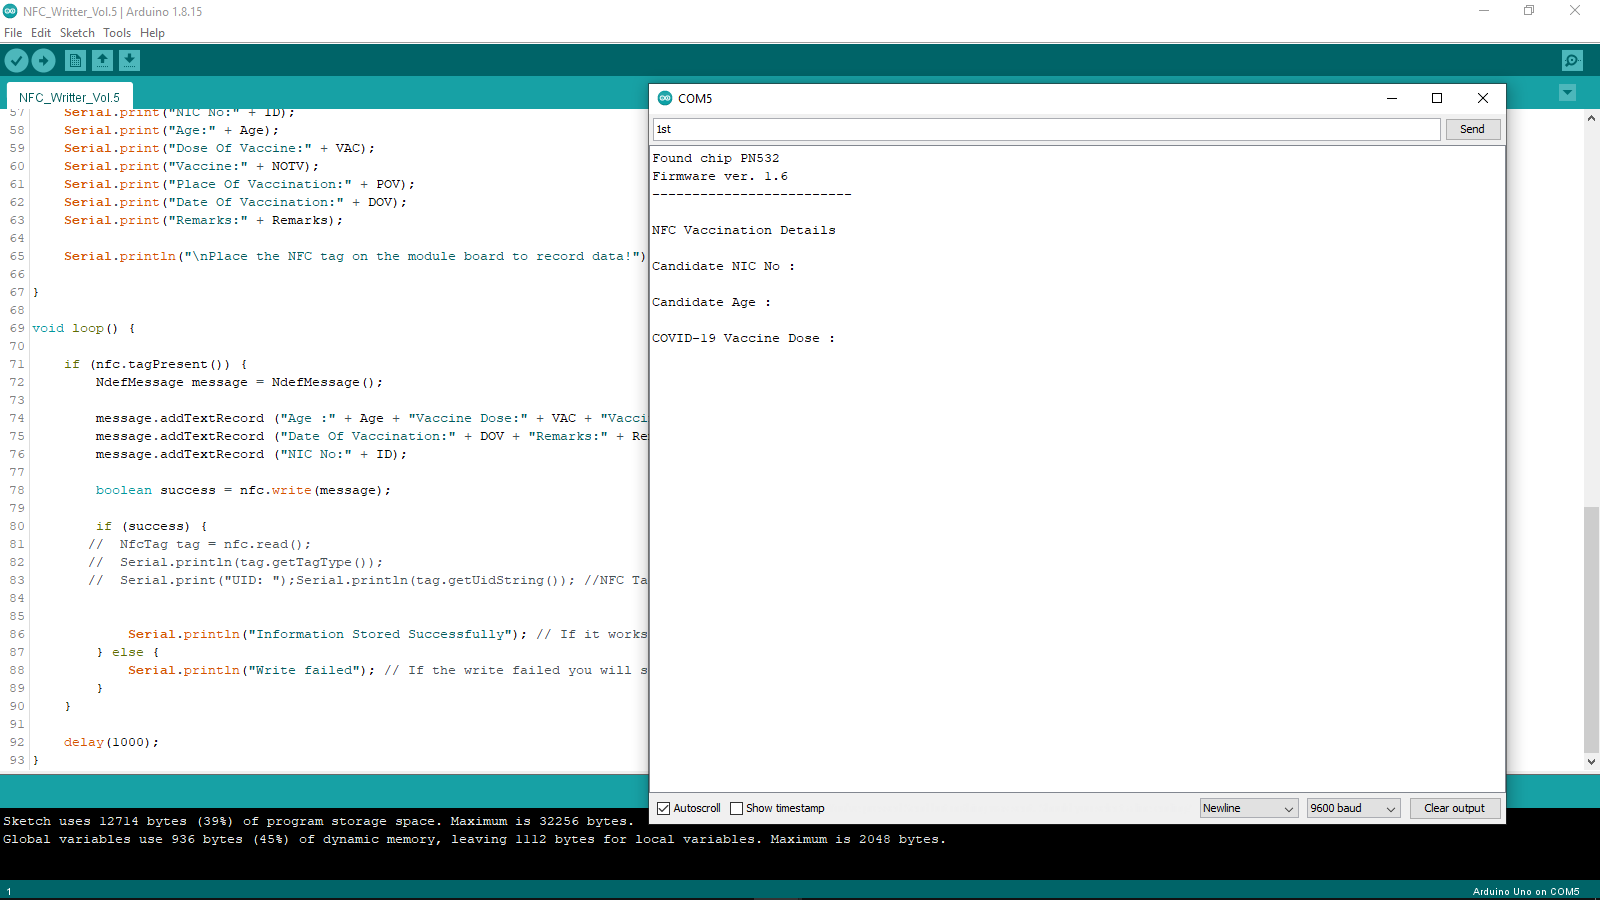 NFC_Writter_Vol.5 | Arduino 1.8.15
File Edit Sketch Tools Help
NFC_Writter_Vol.5
57 Serial.print("NIC No:" + ID);
58 Serial.print("Age:" + Age);
59 Serial.print("Dose Of Vaccine:" + VAC);
60 Serial.print("Vaccine:" + NOTV);
61 Serial.print("Place Of Vaccination:" + POV);
62 Serial.print("Date Of Vaccination:" + DOV);
63 Serial.print("Remarks:" + Remarks);
64
65 Serial.println("\nPlace the NFC tag on the module board to record data!")
66
67 }
68
69 void loop() {
70
71 if (nfc.tagPresent()) {
72 NdefMessage message = NdefMessage();
73
74 message.addTextRecord ("Age :" + Age + "Vaccine Dose:" + VAC + "Vacci
75 message.addTextRecord ("Date Of Vaccination:" + DOV + "Remarks:" + Re
76 message.addTextRecord ("NIC No:" + ID);
77
78 boolean success = nfc.write(message);
79
80 if (success) {
81 // NfcTag tag = nfc.read();
82 // Serial.println(tag.getTagType());
83 // Serial.print("UID: ");Serial.println(tag.getUidString()); //NFC Ta
84
85
86 Serial.println("Information Stored Successfully"); // If it works
87 } else {
88 Serial.println("Write failed"); // If the write failed you will s
89 }
90 }
91
92 delay(1000);
93 }
COM5
1st
Send
Found chip PN532
Firmware ver. 1.6
-------------------------
NFC Vaccination Details
Candidate NIC No :
Candidate Age :
COVID-19 Vaccine Dose :
Autoscroll Show timestamp
Newline
9600 baud
Clear output
Sketch uses 12714 bytes (39%) of program storage space. Maximum is 32256 bytes.
Global variables use 936 bytes (45%) of dynamic memory, leaving 1112 bytes for local variables. Maximum is 2048 bytes.
1
Arduino Uno on COM5